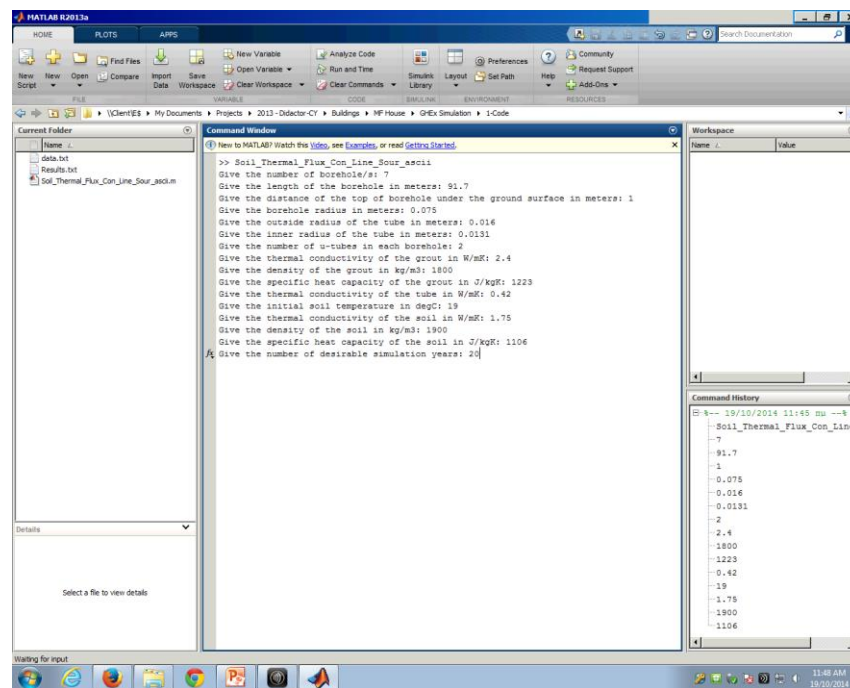 MATLAB R2013a
HOME PLOTS APPS
Search Documentation
New Script
New
Open
Find Files
Compare
Import Data
Save Workspace
New Variable
Open Variable
Clear Workspace
Analyze Code
Run and Time
Clear Commands
Simulink Library
Layout
Preferences
Set Path
Help
Community
Request Support
Add-Ons
FILE VARIABLE CODE SIMULINK ENVIRONMENT RESOURCES
\\Client\E$ My Documents Projects 2013 - Didactor-CY Buildings MF House GHEx Simulation 1-Code
Current Folder
Name
data.txt
Results.txt
Soil_Thermal_Flux_Con_Line_Sour_ascii.m
Details
Select a file to view details
Command Window
New to MATLAB? Watch this Video, see Examples, or read Getting Started.
>> Soil_Thermal_Flux_Con_Line_Sour_ascii
Give the number of borehole/s: 7
Give the length of the borehole in meters: 91.7
Give the distance of the top of borehole under the ground surface in meters: 1
Give the borehole radius in meters: 0.075
Give the outside radius of the tube in meters: 0.016
Give the inner radius of the tube in meters: 0.0131
Give the number of u-tubes in each borehole: 2
Give the thermal conductivity of the grout in W/mK: 2.4
Give the density of the grout in kg/m3: 1800
Give the specific heat capacity of the grout in J/kgK: 1223
Give the thermal conductivity of the tube in W/mK: 0.42
Give the initial soil temperature in degC: 19
Give the thermal conductivity of the soil in W/mK: 1.75
Give the density of the soil in kg/m3: 1900
Give the specific heat capacity of the soil in J/kgK: 1106
fx Give the number of desirable simulation years: 20
Workspace
Name Value
Command History
%-- 19/10/2014 11:45 πμ --%
Soil_Thermal_Flux_Con_Lin
7
91.7
1
0.075
0.016
0.0131
2
2.4
1800
1223
0.42
19
1.75
1900
1106
Waiting for input
11:48 AM
19/10/2014